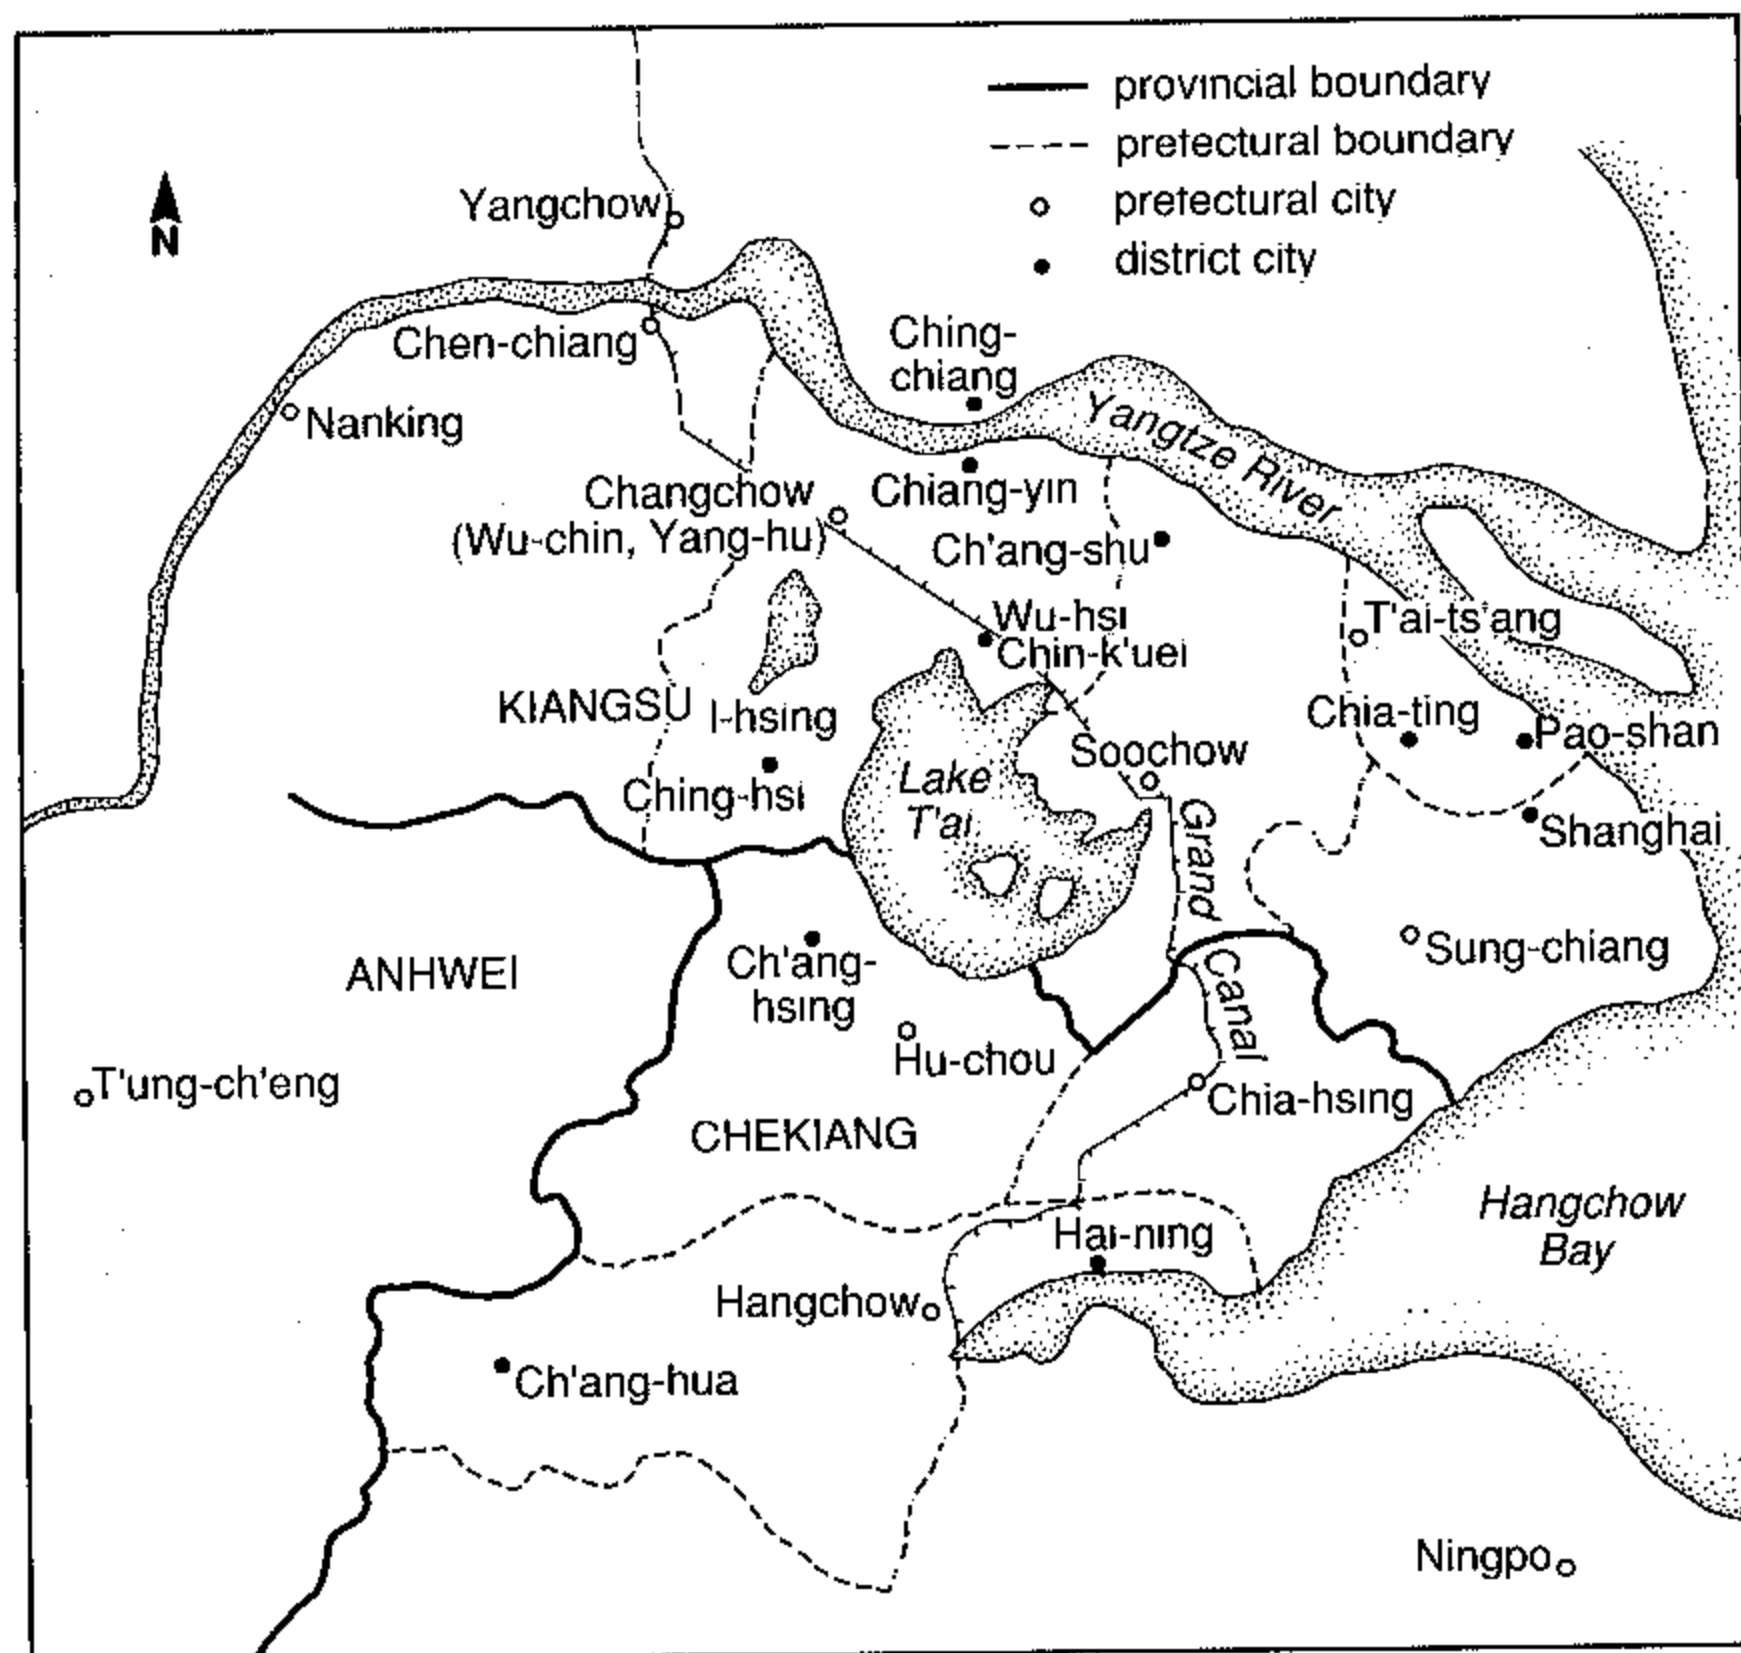 provincial boundary
prefectural boundary
prefectural city
district city
N
Yangchow
Chen-chiang
Nanking
Ching-
chiang
Yangtze River
Changchow
(Wu-chin, Yang-hu)
Chiang-yin
Ch'ang-shu
Wu-hsi
Chin-k'uei
T'ai-ts'ang
KIANGSU
I-hsing
Ching-hsi
Chia-ting
Pao-shan
Soochow
Lake
T'ai
Grand Canal
Shanghai
ANHWEI
Ch'ang-
hsing
Sung-chiang
Hu-chou
T'ung-ch'eng
Chia-hsing
CHEKIANG
Hangchow
Bay
Hai-ning
Hangchow
Ch'ang-hua
Ningpo